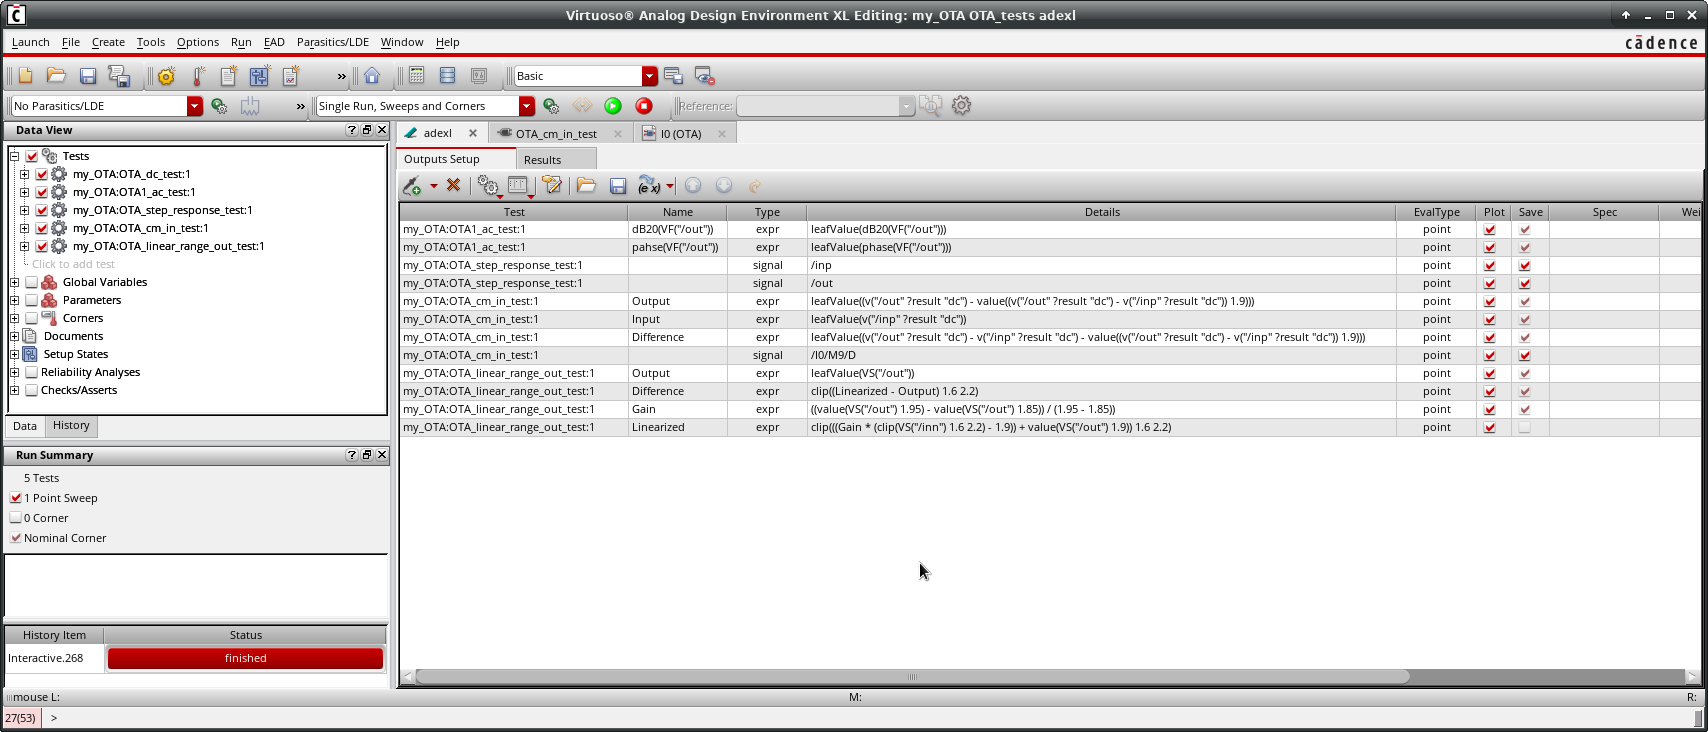 Virtuoso® Analog Design Environment XL Editing: my_OTA OTA_tests adexl
Launch File Create Tools Options Run EAD Parasitics/LDE Window Help
cādence
» Basic
No Parasitics/LDE » Single Run, Sweeps and Corners Reference:
Data View
Tests
my_OTA:OTA_dc_test:1
my_OTA:OTA1_ac_test:1
my_OTA:OTA_step_response_test:1
my_OTA:OTA_cm_in_test:1
my_OTA:OTA_linear_range_out_test:1
Click to add test
Global Variables
Parameters
Corners
Documents
Setup States
Reliability Analyses
Checks/Asserts
Data History
Run Summary
5 Tests
1 Point Sweep
0 Corner
Nominal Corner
History Item Status
Interactive.268 finished
adexl OTA_cm_in_test I0 (OTA)
Outputs Setup Results
(ex)
Test Name Type Details EvalType Plot Save Spec Wei
my_OTA:OTA1_ac_test:1 dB20(VF("/out")) expr leafValue(dB20(VF("/out"))) point
my_OTA:OTA1_ac_test:1 pahse(VF("/out")) expr leafValue(phase(VF("/out"))) point
my_OTA:OTA_step_response_test:1 signal /inp point
my_OTA:OTA_step_response_test:1 signal /out point
my_OTA:OTA_cm_in_test:1 Output expr leafValue((v("/out" ?result "dc") - value((v("/out" ?result "dc") - v("/inp" ?result "dc")) 1.9))) point
my_OTA:OTA_cm_in_test:1 Input expr leafValue(v("/inp" ?result "dc")) point
my_OTA:OTA_cm_in_test:1 Difference expr leafValue((v("/out" ?result "dc") - v("/inp" ?result "dc") - value((v("/out" ?result "dc") - v("/inp" ?result "dc")) 1.9))) point
my_OTA:OTA_cm_in_test:1 signal /I0/M9/D point
my_OTA:OTA_linear_range_out_test:1 Output expr leafValue(VS("/out")) point
my_OTA:OTA_linear_range_out_test:1 Difference expr clip((Linearized - Output) 1.6 2.2) point
my_OTA:OTA_linear_range_out_test:1 Gain expr ((value(VS("/out") 1.95) - value(VS("/out") 1.85)) / (1.95 - 1.85)) point
my_OTA:OTA_linear_range_out_test:1 Linearized expr clip(((Gain * (clip(VS("/inn") 1.6 2.2) - 1.9)) + value(VS("/out") 1.9)) 1.6 2.2) point
mouse L: M: R:
27(53) >